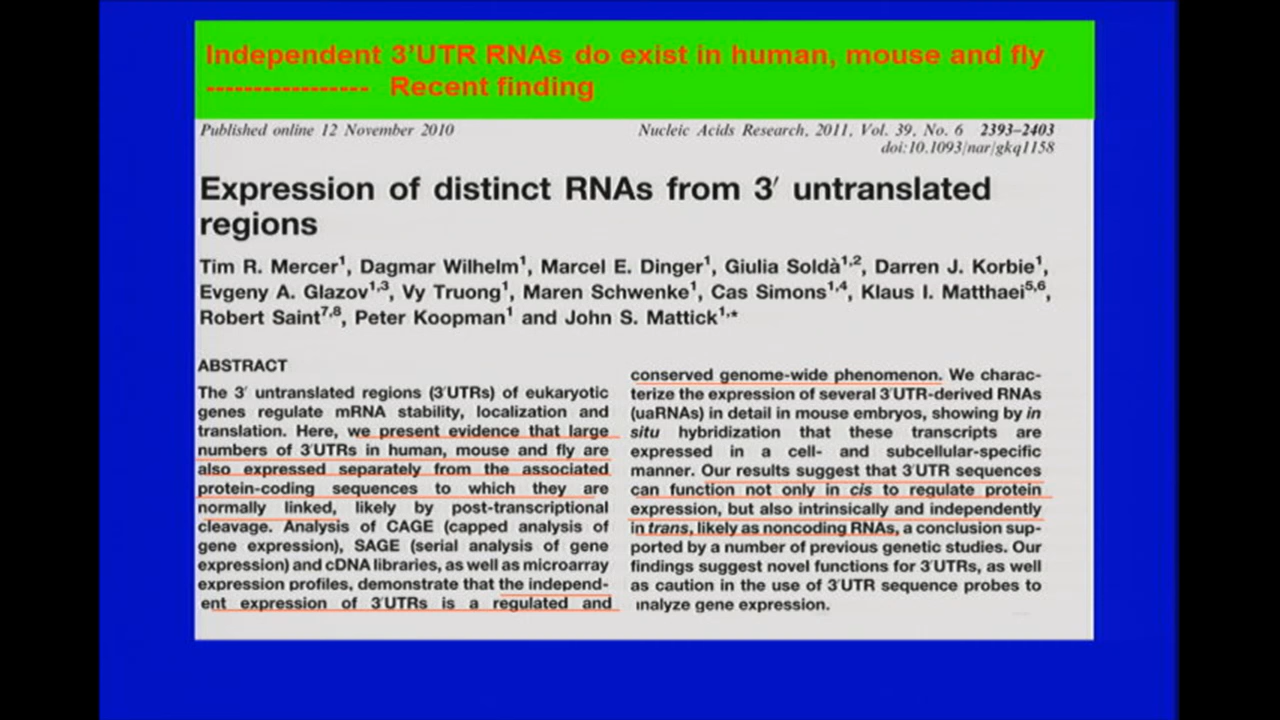 Independent 3'UTR RNAs do exist in human, mouse and fly
----------------- Recent finding
Published online 12 November 2010
Nucleic Acids Research, 2011, Vol. 39, No. 6 2393–2403
doi:10.1093/nar/gkq1158
Expression of distinct RNAs from 3′ untranslated
regions
Tim R. Mercer1, Dagmar Wilhelm1, Marcel E. Dinger1, Giulia Soldà1,2, Darren J. Korbie1,
Evgeny A. Glazov1,3, Vy Truong1, Maren Schwenke1, Cas Simons1,4, Klaus I. Matthaei5,6,
Robert Saint7,8, Peter Koopman1 and John S. Mattick1,*
ABSTRACT
The 3′ untranslated regions (3′UTRs) of eukaryotic
genes regulate mRNA stability, localization and
translation. Here, we present evidence that large
numbers of 3′UTRs in human, mouse and fly are
also expressed separately from the associated
protein-coding sequences to which they are
normally linked, likely by post-transcriptional
cleavage. Analysis of CAGE (capped analysis of
gene expression), SAGE (serial analysis of gene
expression) and cDNA libraries, as well as microarray
expression profiles, demonstrate that the independ-
ent expression of 3′UTRs is a regulated and
conserved genome-wide phenomenon. We charac-
terize the expression of several 3′UTR-derived RNAs
(uaRNAs) in detail in mouse embryos, showing by in
situ hybridization that these transcripts are
expressed in a cell- and subcellular-specific
manner. Our results suggest that 3′UTR sequences
can function not only in cis to regulate protein
expression, but also intrinsically and independently
in trans, likely as noncoding RNAs, a conclusion sup-
ported by a number of previous genetic studies. Our
findings suggest novel functions for 3′UTRs, as well
as caution in the use of 3′UTR sequence probes to
analyze gene expression.